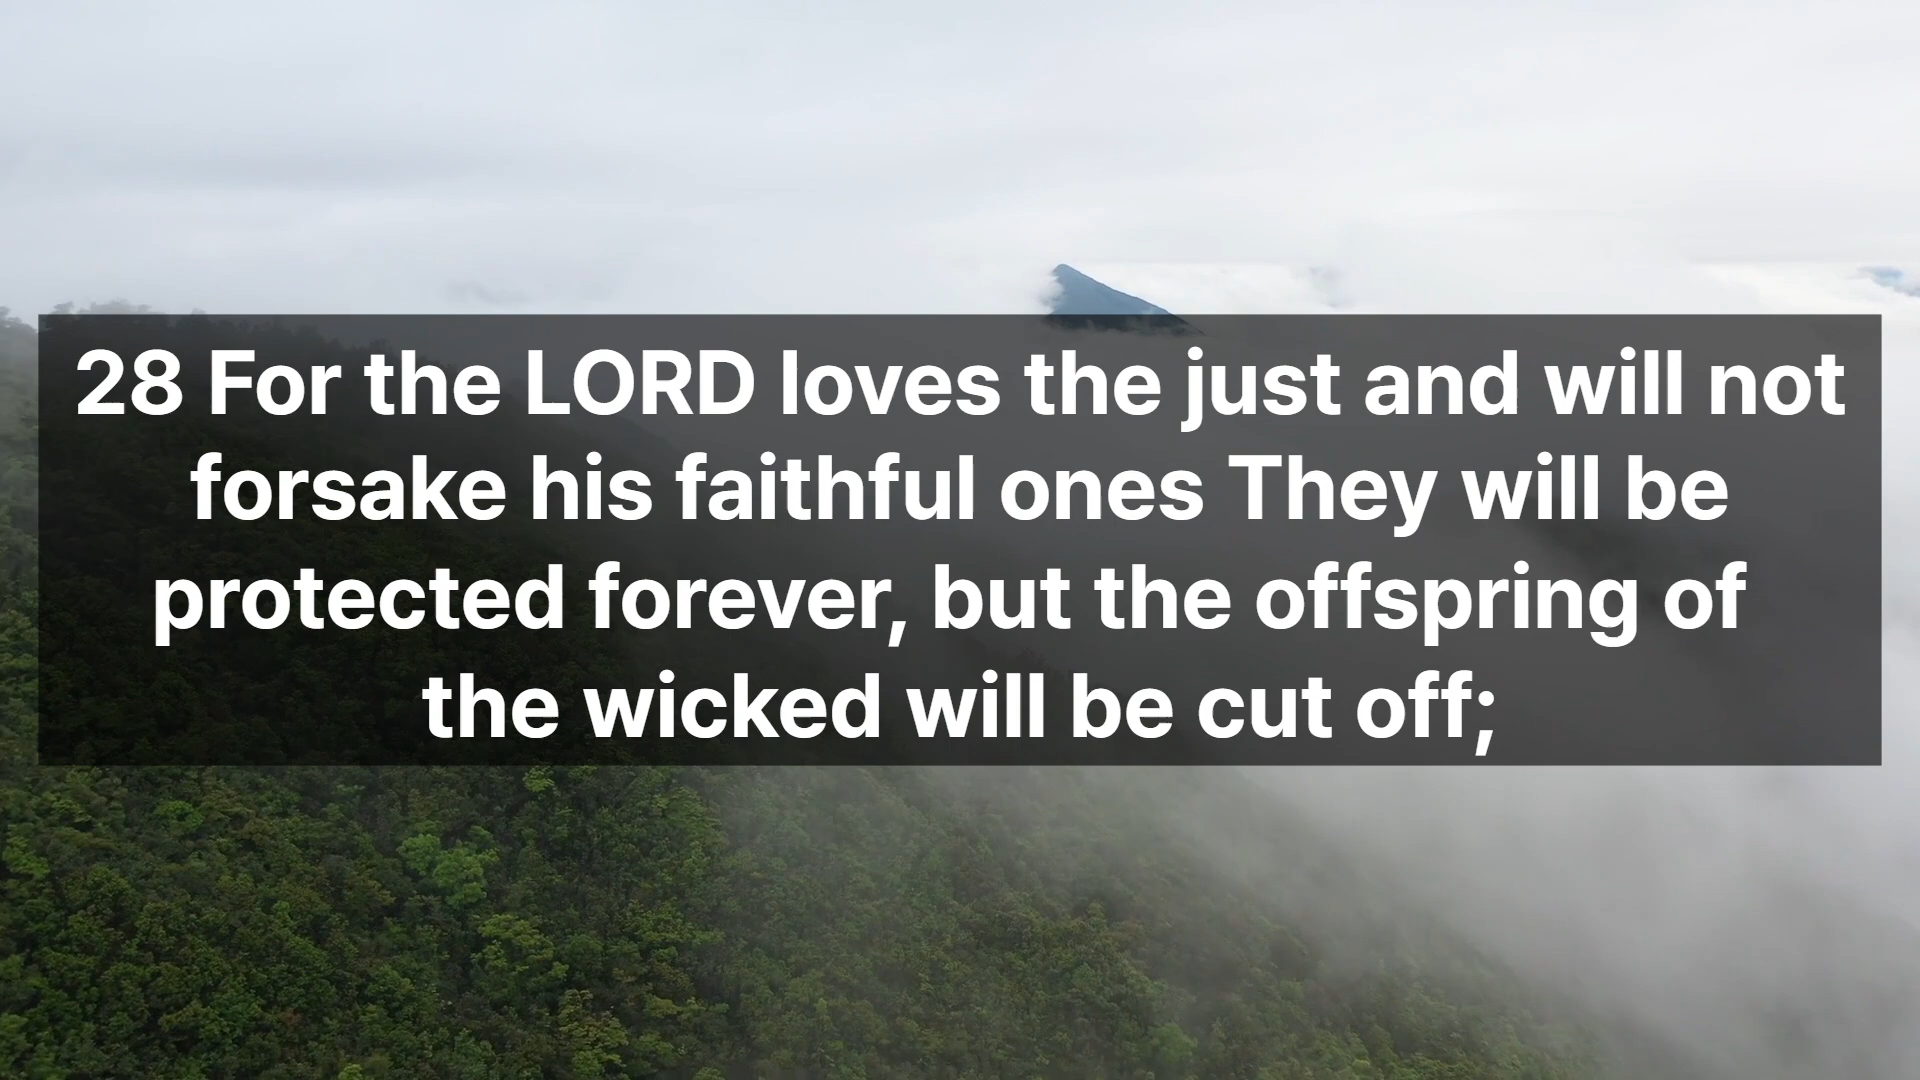 28 For the LORD loves the just and will not
forsake his faithful ones They will be
protected forever, but the offspring of
the wicked will be cut off;